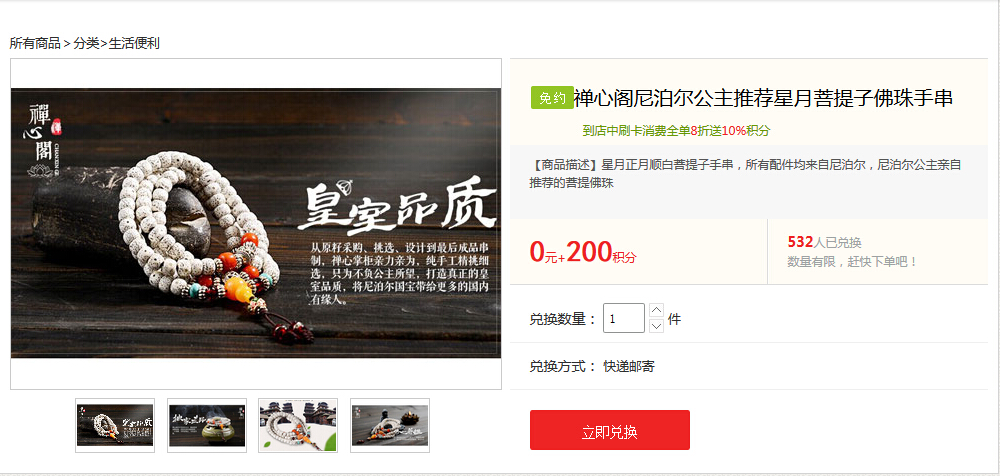 所有商品 > 分类>生活便利
禅心阁
CHANXIN GE
皇室品质
从原籽采购、挑选、设计到最后成品串
制，禅心掌柜亲力亲为，纯手工精挑细
选，只为不负公主所望，打造真正的皇
室品质，将尼泊尔国宝带给更多的国内
有缘人。
免约 禅心阁尼泊尔公主推荐星月菩提子佛珠手串
到店中刷卡消费全单8折送10%积分
【商品描述】星月正月顺白菩提子手串，所有配件均来自尼泊尔，尼泊尔公主亲自
推荐的菩提佛珠
0元+200积分
532人已兑换
数量有限，赶快下单吧！
兑换数量： 1 件
兑换方式： 快递邮寄
立即兑换